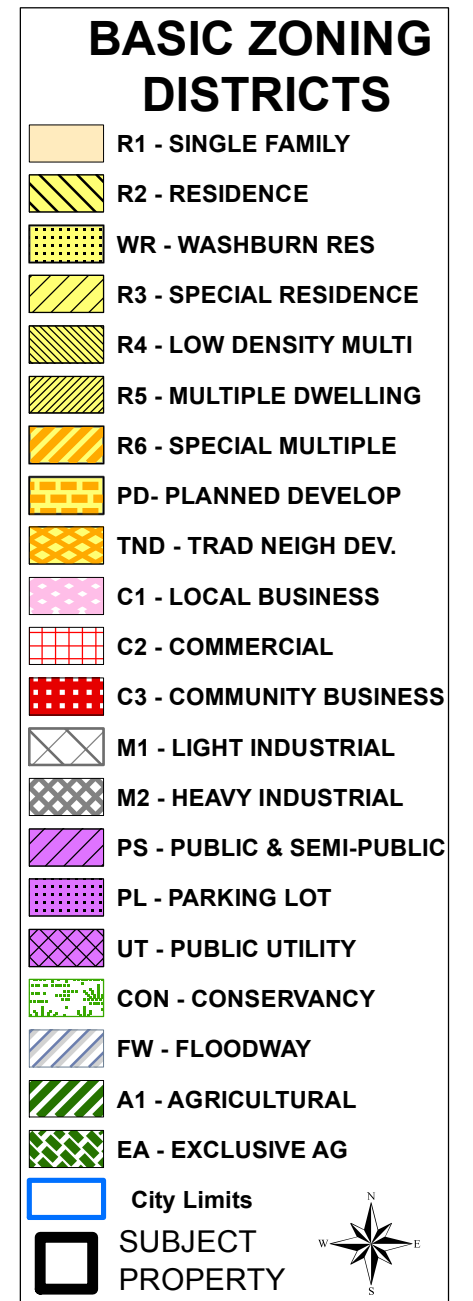 BASIC ZONING
DISTRICTS
R1 - SINGLE FAMILY
R2 - RESIDENCE
WR - WASHBURN RES
R3 - SPECIAL RESIDENCE
R4 - LOW DENSITY MULTI
R5 - MULTIPLE DWELLING
R6 - SPECIAL MULTIPLE
PD- PLANNED DEVELOP
TND - TRAD NEIGH DEV.
C1 - LOCAL BUSINESS
C2 - COMMERCIAL
C3 - COMMUNITY BUSINESS
M1 - LIGHT INDUSTRIAL
M2 - HEAVY INDUSTRIAL
PS - PUBLIC & SEMI-PUBLIC
PL - PARKING LOT
UT - PUBLIC UTILITY
CON - CONSERVANCY
FW - FLOODWAY
A1 - AGRICULTURAL
EA - EXCLUSIVE AG
City Limits
SUBJECT
PROPERTY
N
W E
S